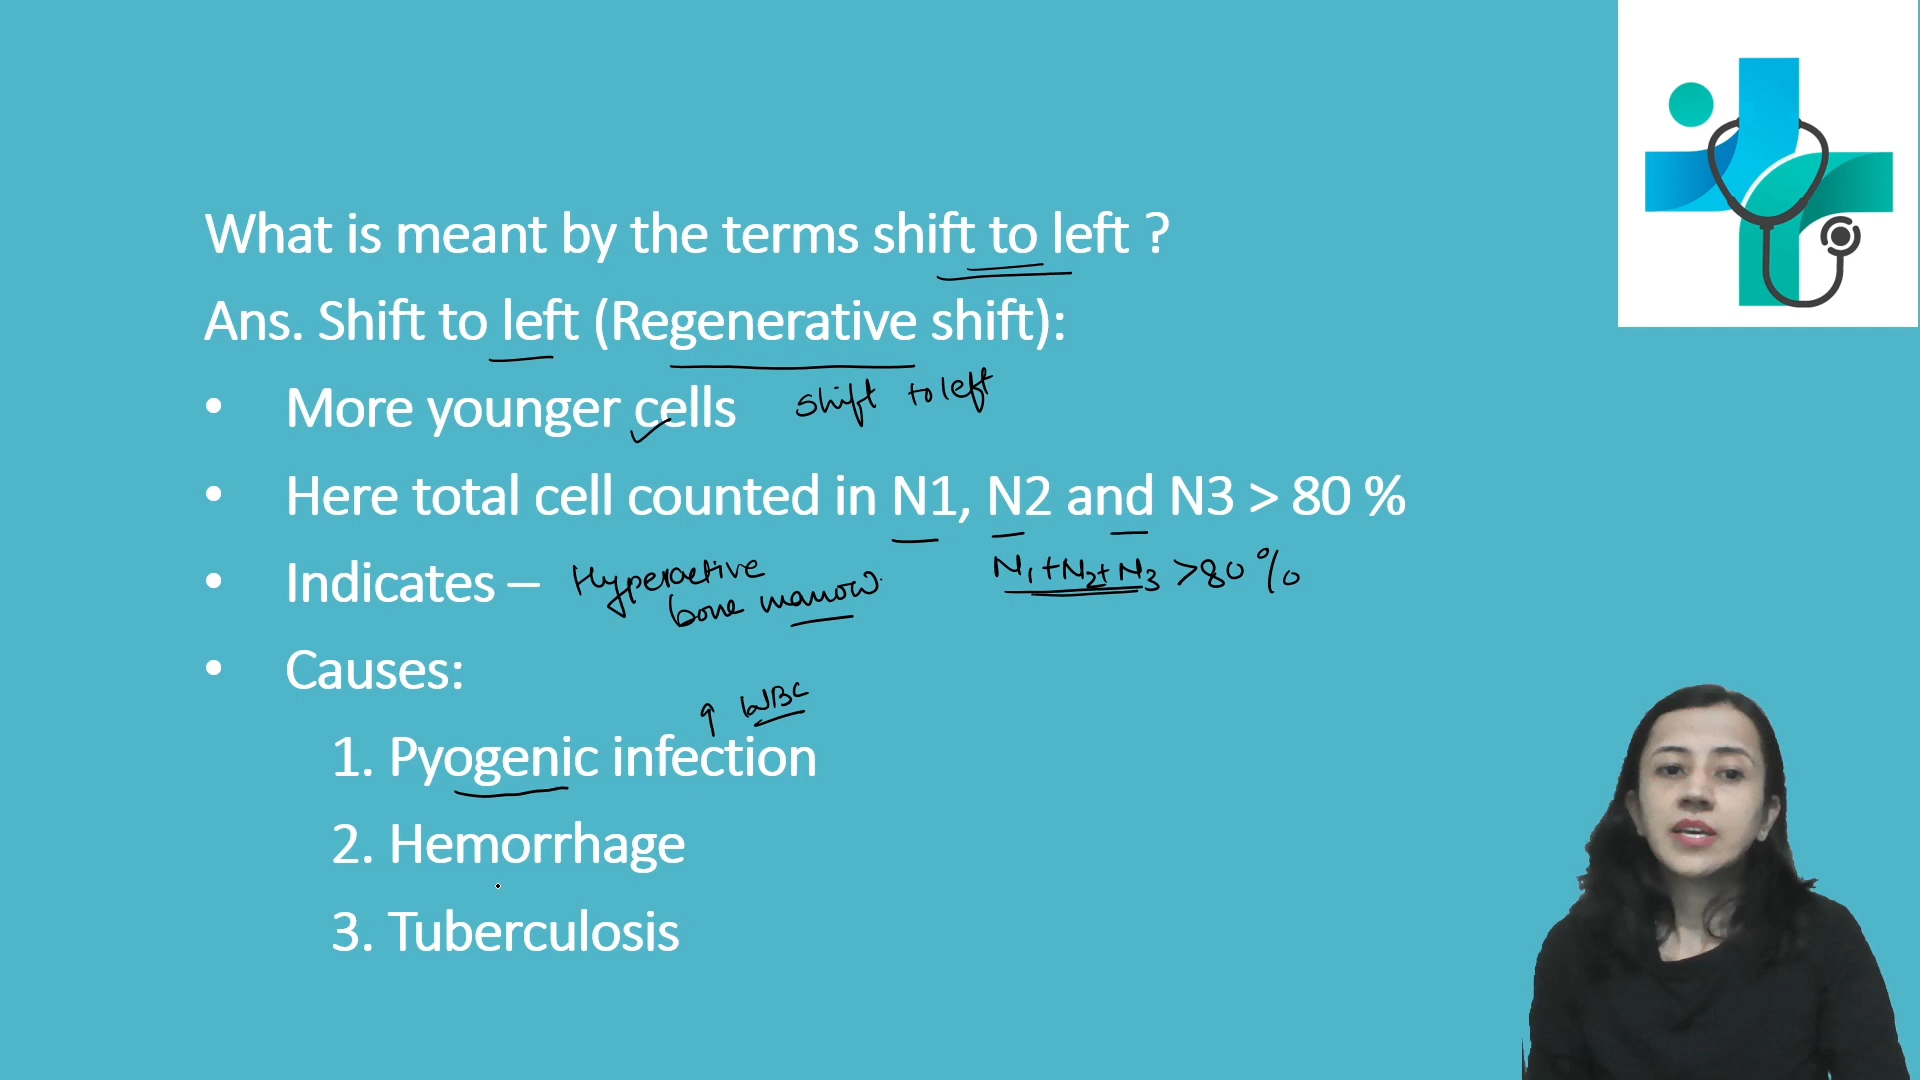 What is meant by the terms shift to left ?
Ans. Shift to left (Regenerative shift):
• More younger cells shift to left
• Here total cell counted in N1, N2 and N3 > 80 %
N1+N2+N3 >80%
• Indicates – Hyperactive
bone marrow
• Causes:
↑ WBC
1. Pyogenic infection
2. Hemorrhage
3. Tuberculosis